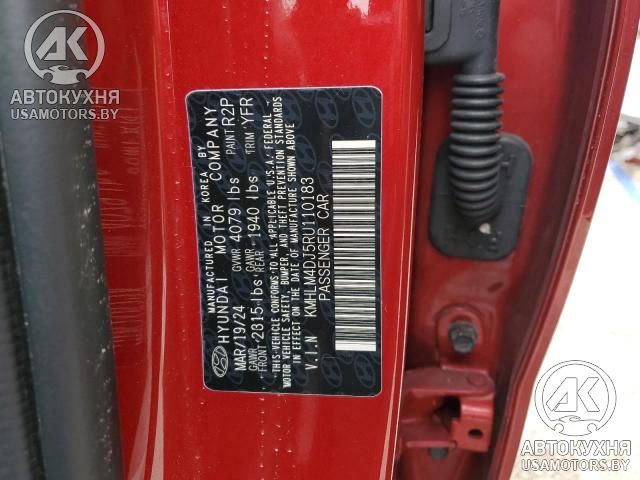 АК
АВТОКУХНЯ
USAMOTORS.BY
MANUFACTURED IN KOREA BY
HYUNDAI MOTOR COMPANY
MAR/19/24 GVWR 4079 lbs PAINT R2P
GAWR FRONT 2815 lbs GAWR REAR 1940 lbs TRIM YFR
THIS VEHICLE CONFORMS TO ALL APPLICABLE U.S.A. FEDERAL
MOTOR VEHICLE SAFETY, BUMPER, AND THEFT PREVENTION STANDARDS
IN EFFECT ON THE DATE OF MANUFACTURE SHOWN ABOVE
V.I.N KMHLM4DJ5RU110183
PASSENGER CAR
АК
АВТОКУХНЯ
USAMOTORS.BY